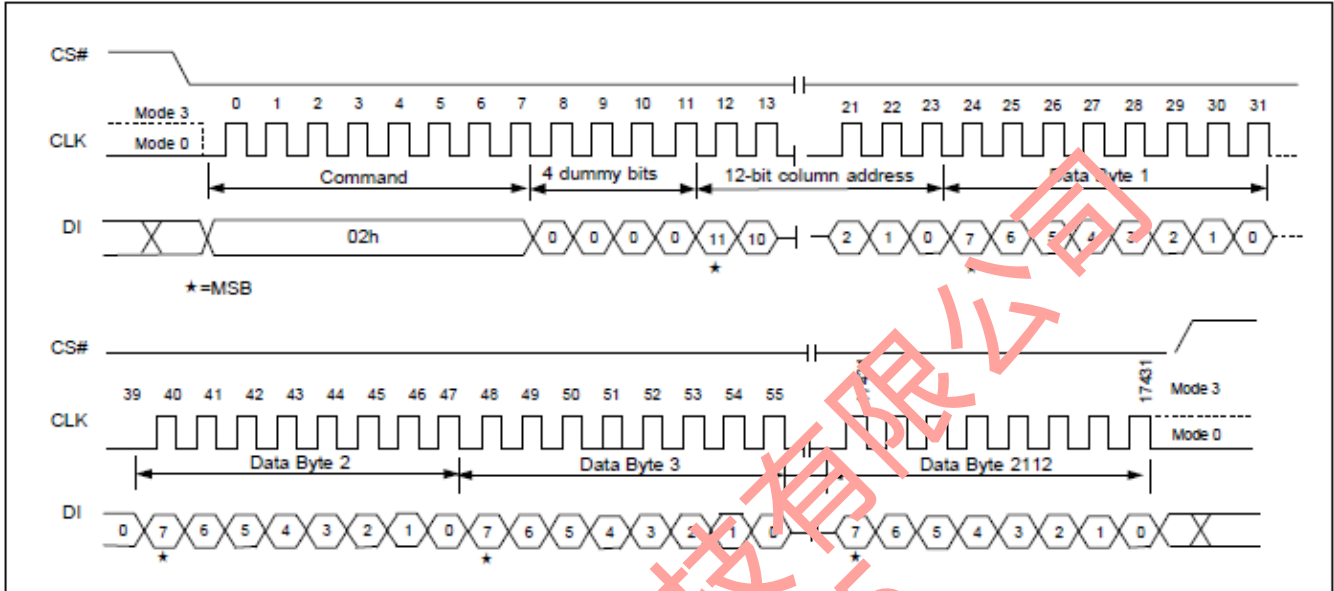 CS#
Mode 3
0 1 2 3 4 5 6 7 8 9 10 11 12 13 21 22 23 24 25 26 27 28 29 30 31
CLK
Mode 0
Command 4 dummy bits 12-bit column address Data Byte 1
DI
02h 0 0 0 0 11 10 2 1 0 7 6 5 4 3 2 1 0
★ ★
★=MSB
CS#
39 40 41 42 43 44 45 46 47 48 49 50 51 52 53 54 55 17431 Mode 3
CLK
Mode 0
Data Byte 2 Data Byte 3 Data Byte 2112
DI
0 7 6 5 4 3 2 1 0 7 6 5 4 3 2 1 0 7 6 5 4 3 2 1 0
★ ★ ★
技有限公司